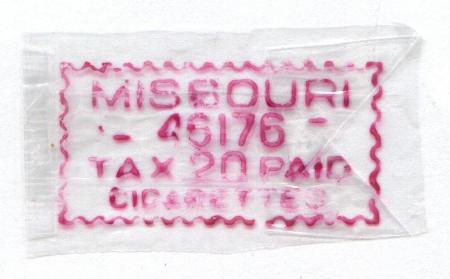 MISSOURI
- 46176 -
TAX 20 PAID
CIGARETTES